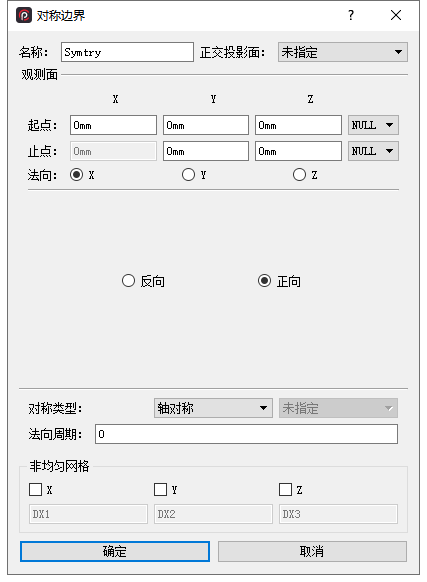 对称边界
名称: Symtry 正交投影面: 未指定
观测面
X Y Z
起点: 0mm 0mm 0mm NULL
止点: 0mm 0mm 0mm NULL
法向: X Y Z
反向 正向
对称类型: 轴对称 未指定
法向周期: 0
非均匀网格
X Y Z
DX1 DX2 DX3
确定 取消